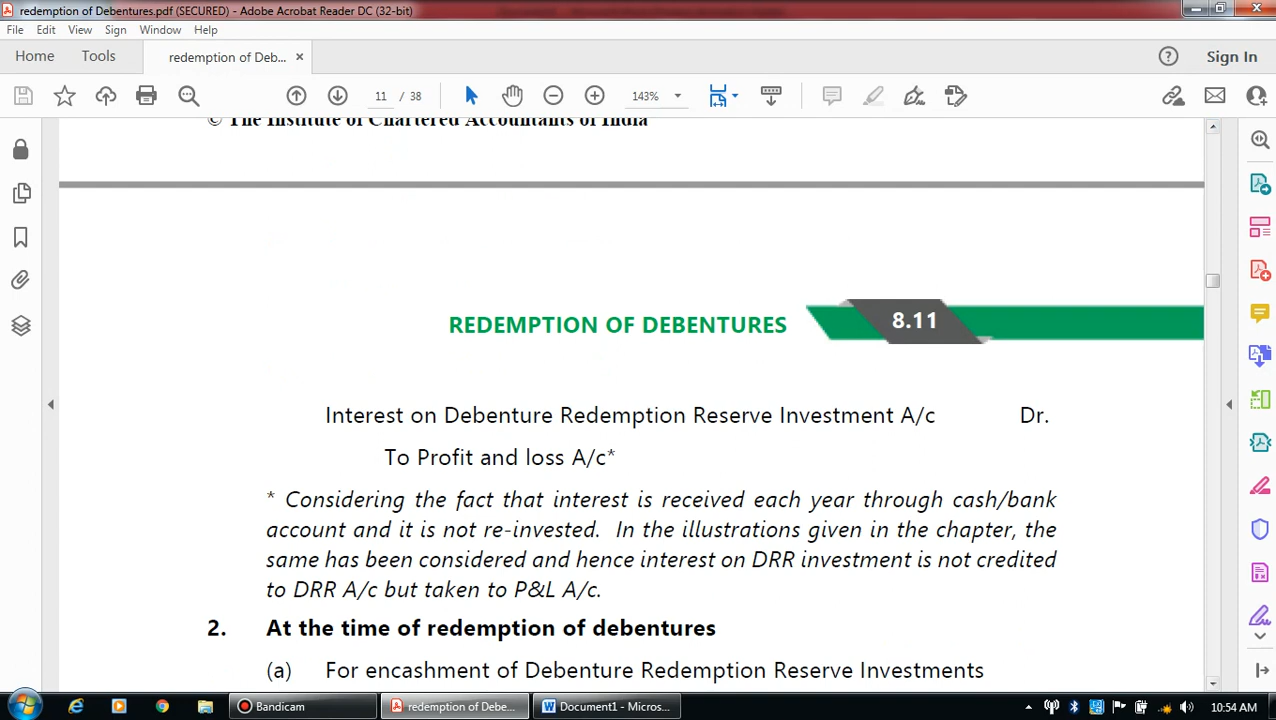 redemption of Debentures.pdf (SECURED) - Adobe Acrobat Reader DC (32-bit)
File Edit View Sign Window Help
Home Tools redemption of Deb... × Sign In
11 / 38 143%
© The Institute of Chartered Accountants of India
REDEMPTION OF DEBENTURES 8.11
Interest on Debenture Redemption Reserve Investment A/c Dr.
To Profit and loss A/c*
* Considering the fact that interest is received each year through cash/bank
account and it is not re-invested. In the illustrations given in the chapter, the
same has been considered and hence interest on DRR investment is not credited
to DRR A/c but taken to P&L A/c.
2. At the time of redemption of debentures
(a) For encashment of Debenture Redemption Reserve Investments
Bandicam redemption of Debe... Document1 - Micros... 10:54 AM